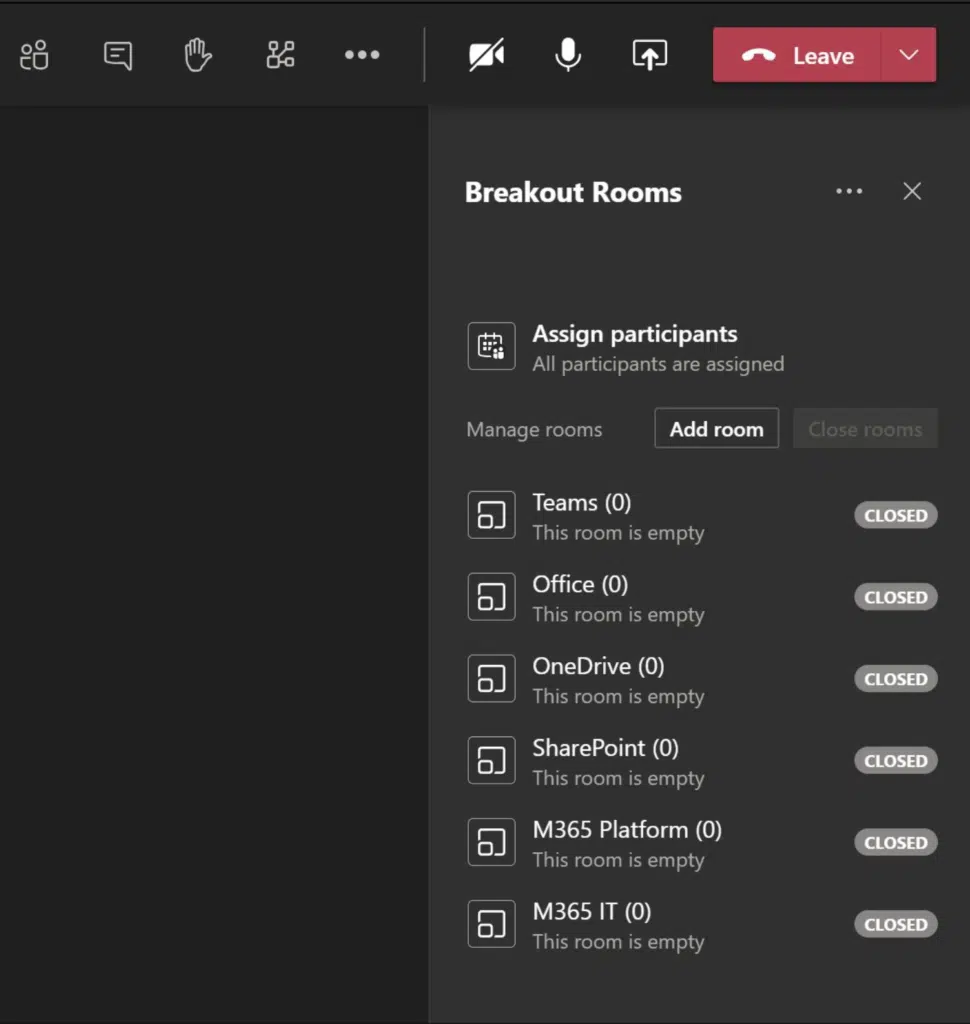 Leave
Breakout Rooms
Assign participants
All participants are assigned
Manage rooms
Add room
Close rooms
Teams (0)
This room is empty
CLOSED
Office (0)
This room is empty
CLOSED
OneDrive (0)
This room is empty
CLOSED
SharePoint (0)
This room is empty
CLOSED
M365 Platform (0)
This room is empty
CLOSED
M365 IT (0)
This room is empty
CLOSED